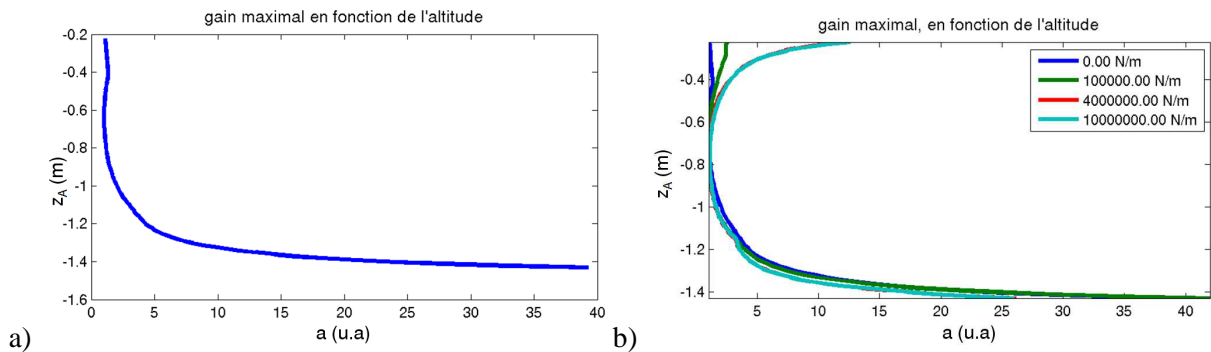 gain maximal en fonction de l'altitude
-0.2
-0.4
-0.6
-0.8
-1
-1.2
-1.4
-1.6
z_A (m)
0 5 10 15 20 25 30 35 40
a (u.a)
a)
gain maximal, en fonction de l'altitude
0.00 N/m
100000.00 N/m
4000000.00 N/m
10000000.00 N/m
-0.4
-0.6
-0.8
-1
-1.2
-1.4
z_A (m)
5 10 15 20 25 30 35 40
a (u.a)
b)